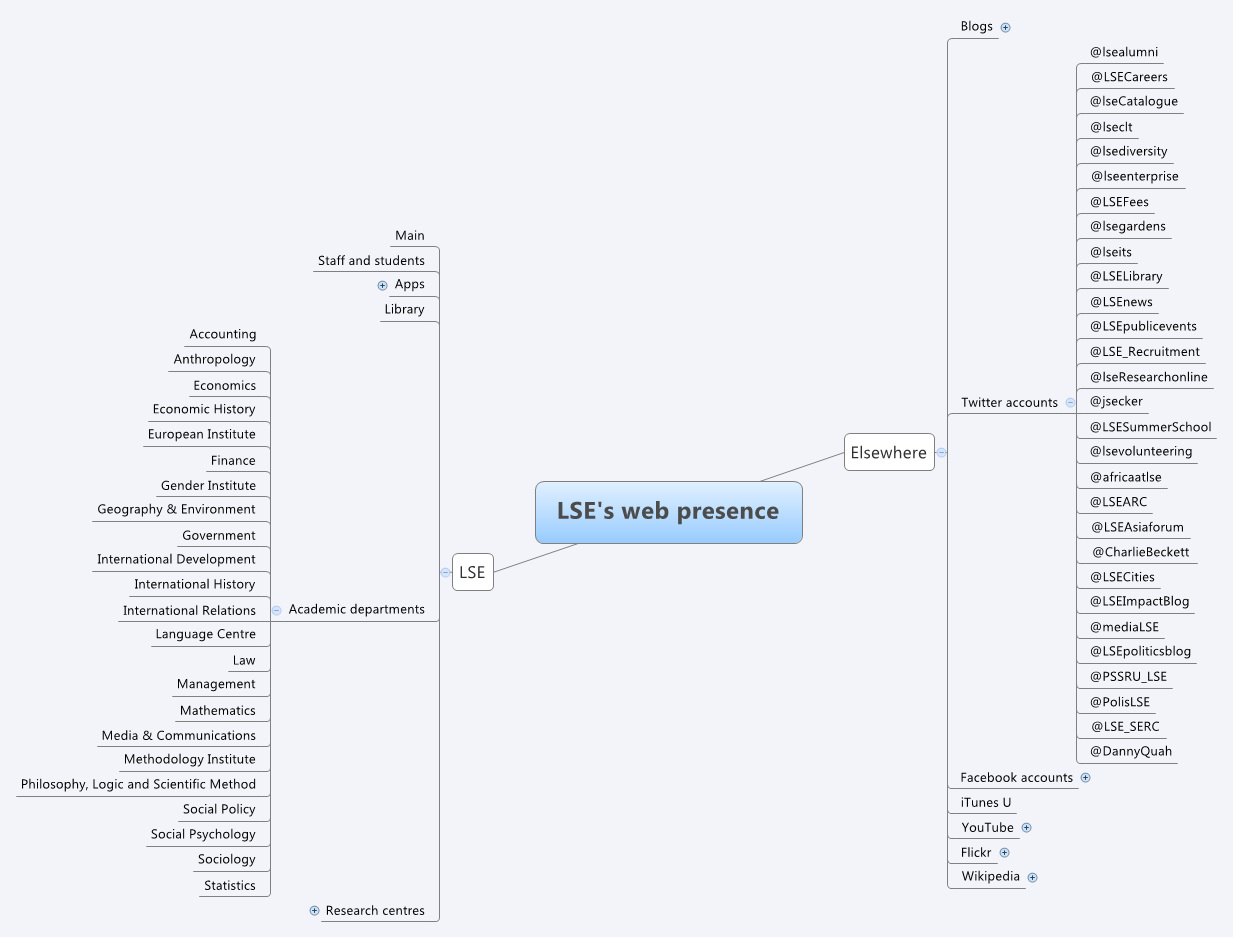 LSE's web presence
Elsewhere
Blogs
Twitter accounts
@lsealumni
@LSECareers
@lseCatalogue
@lseclt
@lsediversity
@lseenterprise
@LSEFees
@lsegardens
@lseits
@LSELibrary
@LSEnews
@LSEpublicevents
@LSE_Recruitment
@lseResearchonline
@jsecker
@LSESummerSchool
@lsevolunteering
@africaatlse
@LSEARC
@LSEAsiaforum
@CharlieBeckett
@LSECities
@LSEImpactBlog
@mediaLSE
@LSEpoliticsblog
@PSSRU_LSE
@PolisLSE
@LSE_SERC
@DannyQuah
Facebook accounts
iTunes U
YouTube
Flickr
Wikipedia
LSE
Main
Staff and students
Apps
Library
Academic departments
Accounting
Anthropology
Economics
Economic History
European Institute
Finance
Gender Institute
Geography & Environment
Government
International Development
International History
International Relations
Language Centre
Law
Management
Mathematics
Media & Communications
Methodology Institute
Philosophy, Logic and Scientific Method
Social Policy
Social Psychology
Sociology
Statistics
Research centres